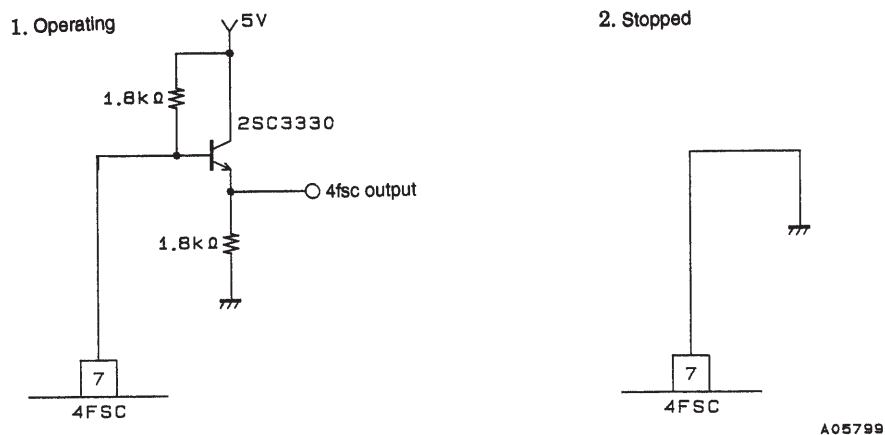 1. Operating
5V
1.8kΩ
2SC3330
4fsc output
1.8kΩ
7
4FSC
2. Stopped
7
4FSC
A05799